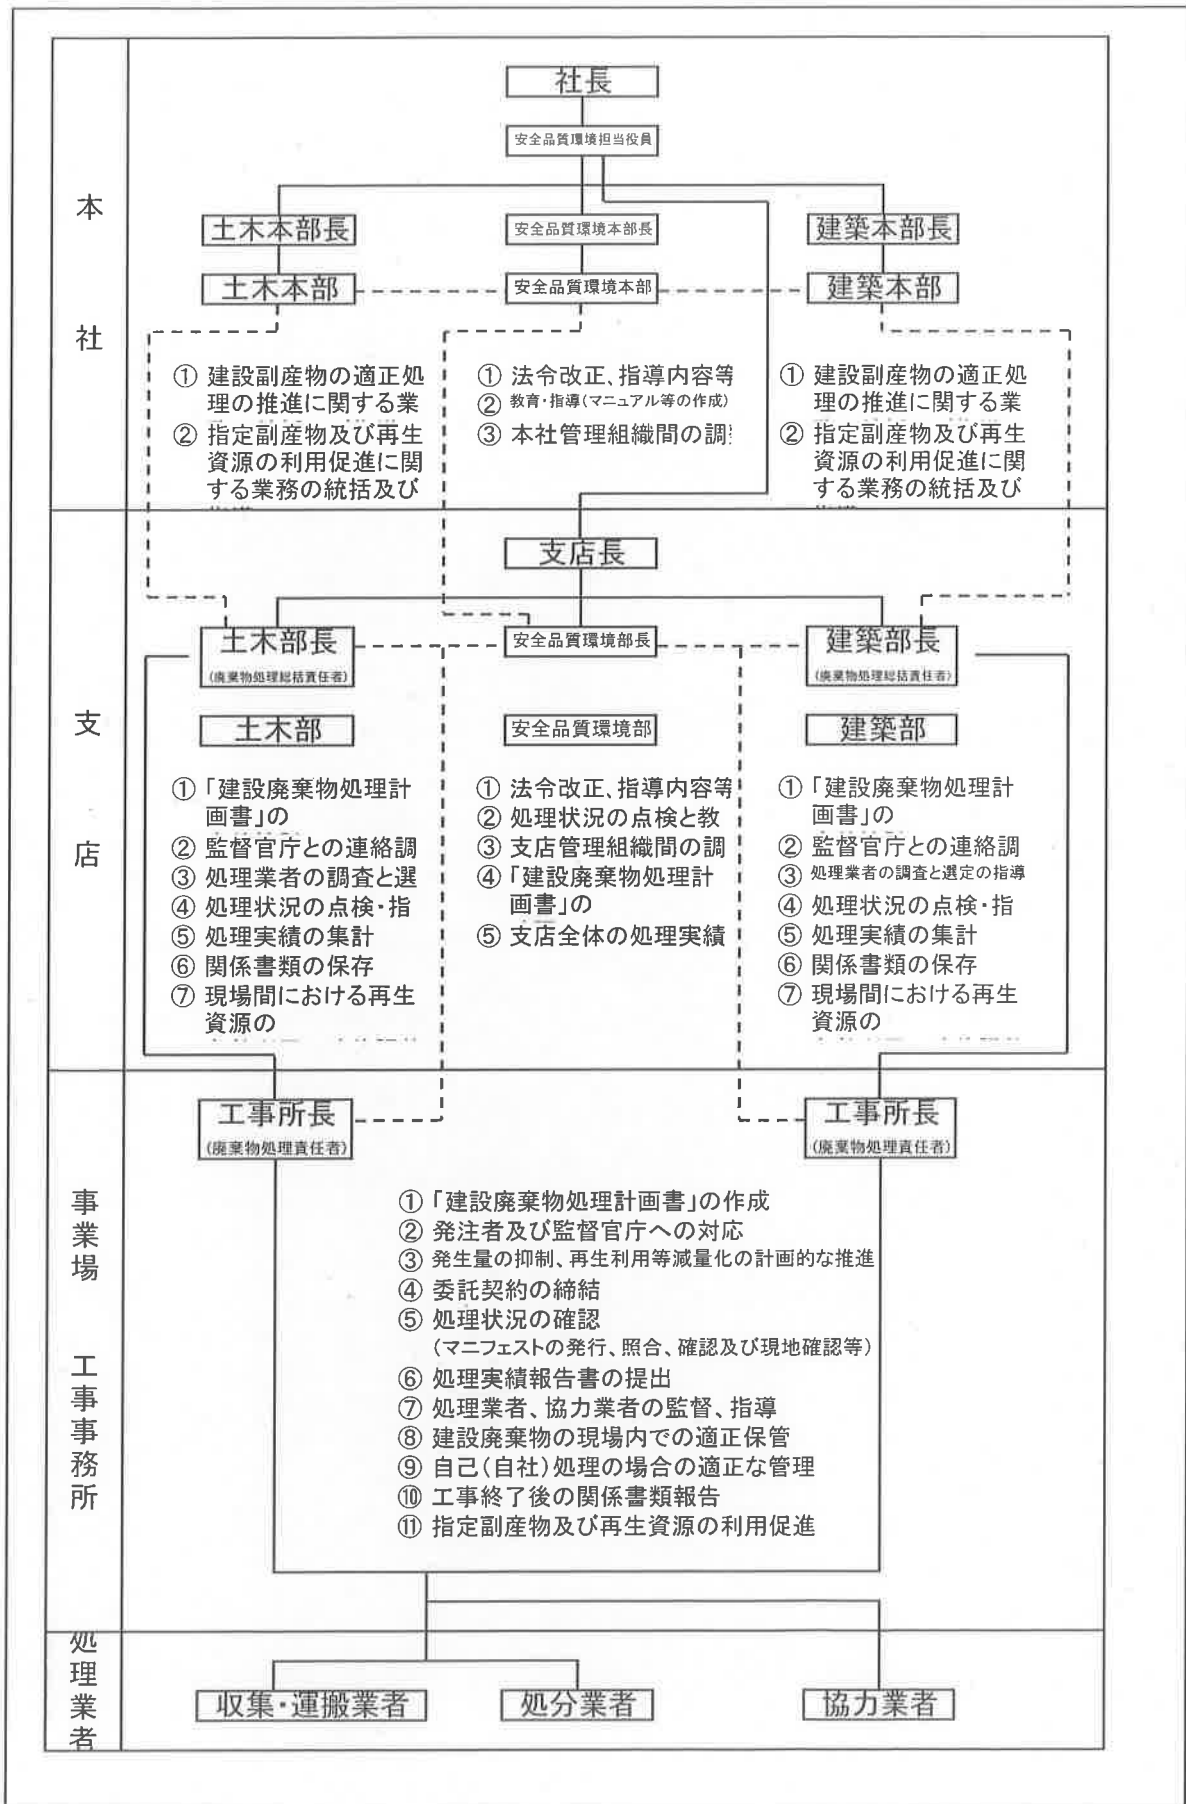 本社
社長
安全品質環境担当役員
土木本部長
安全品質環境本部長
建築本部長
土木本部
安全品質環境本部
建築本部
① 建設副産物の適正処
理の推進に関する業
② 指定副産物及び再生
資源の利用促進に関
する業務の統括及び
① 法令改正、指導内容等
② 教育・指導(マニュアル等の作成)
③ 本社管理組織間の調
① 建設副産物の適正処
理の推進に関する業
② 指定副産物及び再生
資源の利用促進に関
する業務の統括及び
支店
支店長
土木部長
(廃棄物処理総括責任者)
安全品質環境部長
建築部長
(廃棄物処理総括責任者)
土木部
安全品質環境部
建築部
① 「建設廃棄物処理計
画書」の
② 監督官庁との連絡調
③ 処理業者の調査と選
④ 処理状況の点検・指
⑤ 処理実績の集計
⑥ 関係書類の保存
⑦ 現場間における再生
資源の
① 法令改正、指導内容等
② 処理状況の点検と教
③ 支店管理組織間の調
④ 「建設廃棄物処理計
画書」の
⑤ 支店全体の処理実績
① 「建設廃棄物処理計
画書」の
② 監督官庁との連絡調
③ 処理業者の調査と選定の指導
④ 処理状況の点検・指
⑤ 処理実績の集計
⑥ 関係書類の保存
⑦ 現場間における再生
資源の
事業場 工事事務所
工事所長
(廃棄物処理責任者)
工事所長
(廃棄物処理責任者)
① 「建設廃棄物処理計画書」の作成
② 発注者及び監督官庁への対応
③ 発生量の抑制、再生利用等減量化の計画的な推進
④ 委託契約の締結
⑤ 処理状況の確認
(マニフェストの発行、照合、確認及び現地確認等)
⑥ 処理実績報告書の提出
⑦ 処理業者、協力業者の監督、指導
⑧ 建設廃棄物の現場内での適正保管
⑨ 自己(自社)処理の場合の適正な管理
⑩ 工事終了後の関係書類報告
⑪ 指定副産物及び再生資源の利用促進
処理業者
収集・運搬業者
処分業者
協力業者